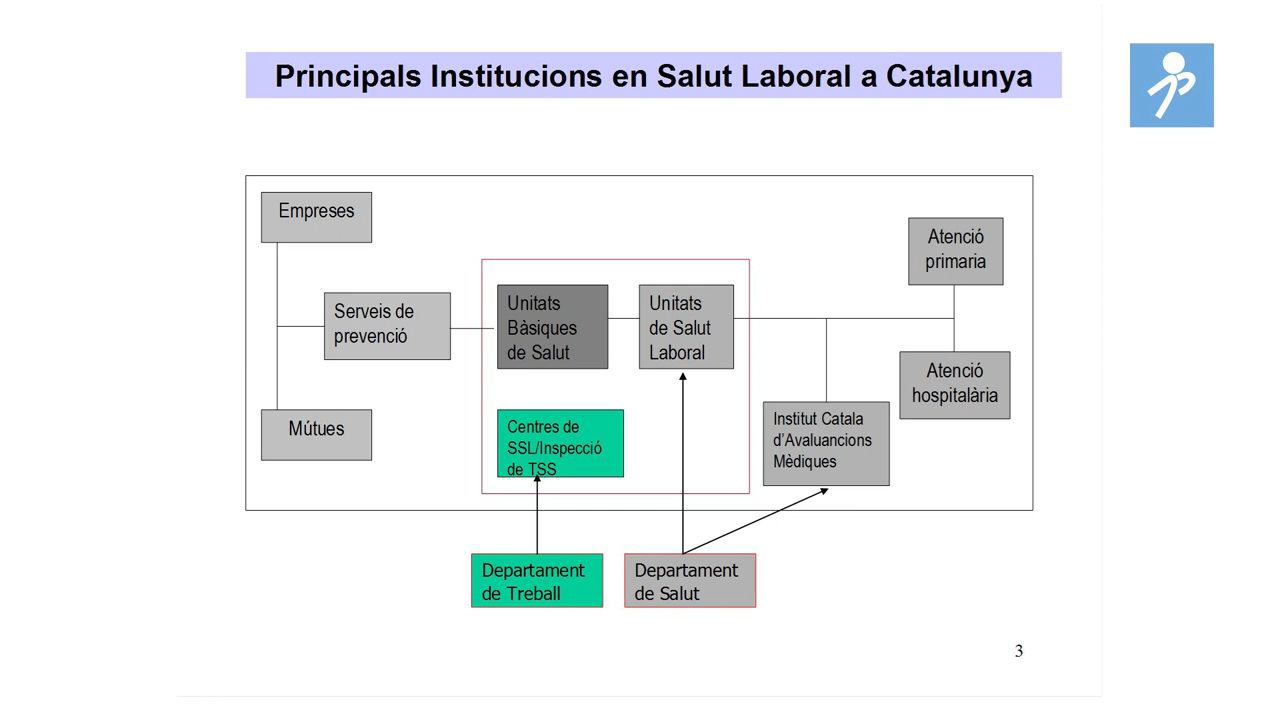 Principals Institucions en Salut Laboral a Catalunya
Empreses
Serveis de
prevenció
Mútues
Unitats
Bàsiques
de Salut
Unitats
de Salut
Laboral
Centres de
SSL/Inspecció
de TSS
Atenció
primaria
Atenció
hospitalària
Institut Catala
d'Avaluancions
Mèdiques
Departament
de Treball
Departament
de Salut
3